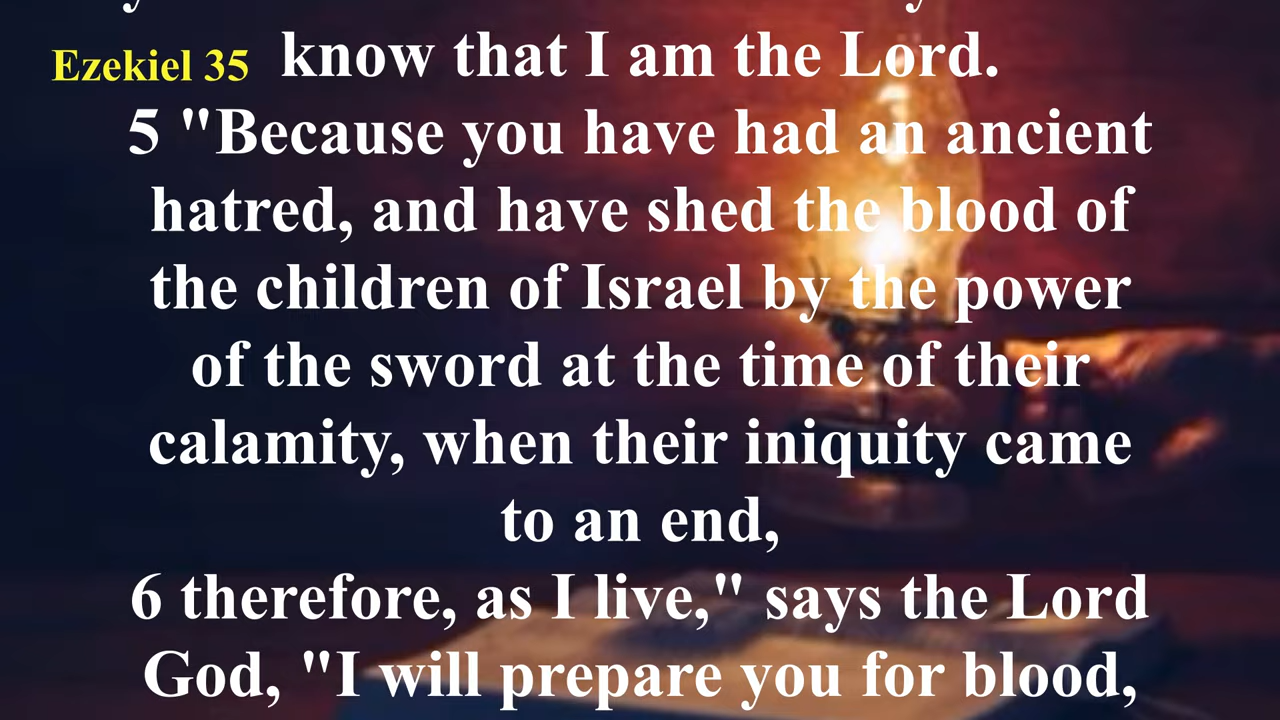 Ezekiel 35
know that I am the Lord.
5 "Because you have had an ancient
hatred, and have shed the blood of
the children of Israel by the power
of the sword at the time of their
calamity, when their iniquity came
to an end,
6 therefore, as I live," says the Lord
God, "I will prepare you for blood,